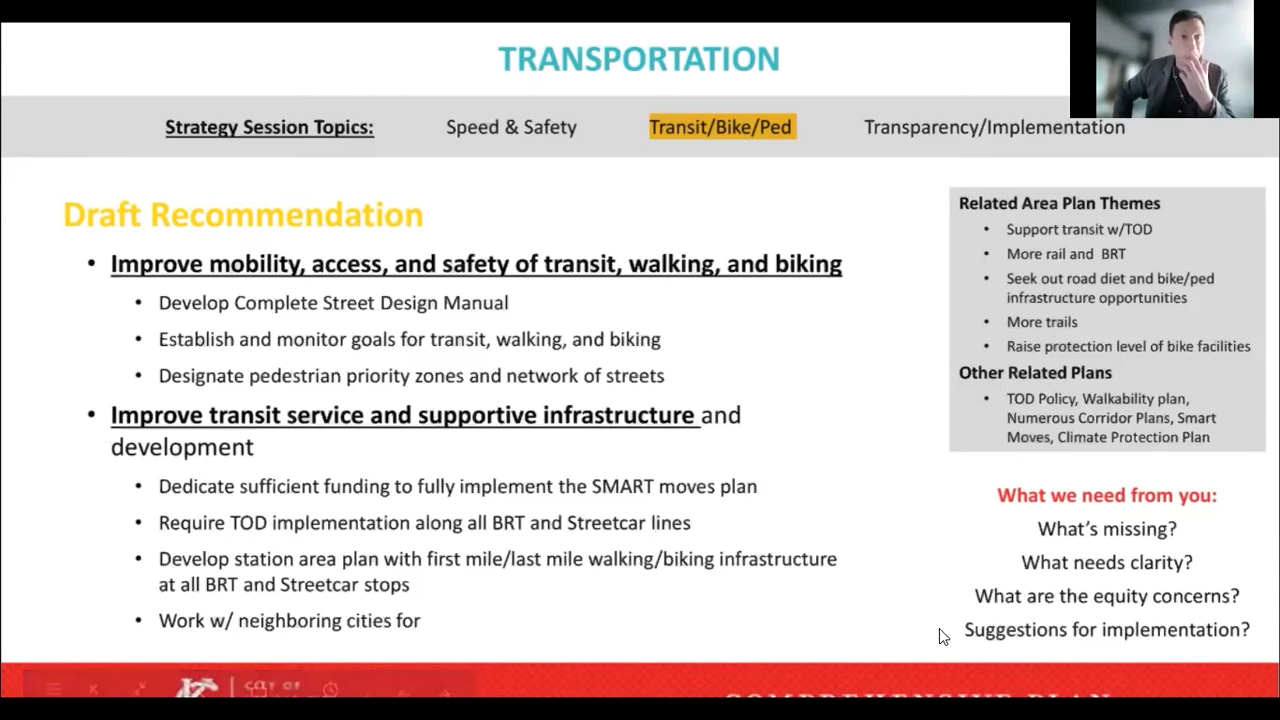 TRANSPORTATION
Strategy Session Topics:
Speed & Safety
Transit/Bike/Ped
Transparency/Implementation
Draft Recommendation
• Improve mobility, access, and safety of transit, walking, and biking
• Develop Complete Street Design Manual
• Establish and monitor goals for transit, walking, and biking
• Designate pedestrian priority zones and network of streets
• Improve transit service and supportive infrastructure and
development
• Dedicate sufficient funding to fully implement the SMART moves plan
• Require TOD implementation along all BRT and Streetcar lines
• Develop station area plan with first mile/last mile walking/biking infrastructure
at all BRT and Streetcar stops
• Work w/ neighboring cities for
Related Area Plan Themes
• Support transit w/TOD
• More rail and BRT
• Seek out road diet and bike/ped
infrastructure opportunities
• More trails
• Raise protection level of bike facilities
Other Related Plans
• TOD Policy, Walkability plan,
Numerous Corridor Plans, Smart
Moves, Climate Protection Plan
What we need from you:
What's missing?
What needs clarity?
What are the equity concerns?
Suggestions for implementation?
CITY OF
COMPREHENSIVE PLAN